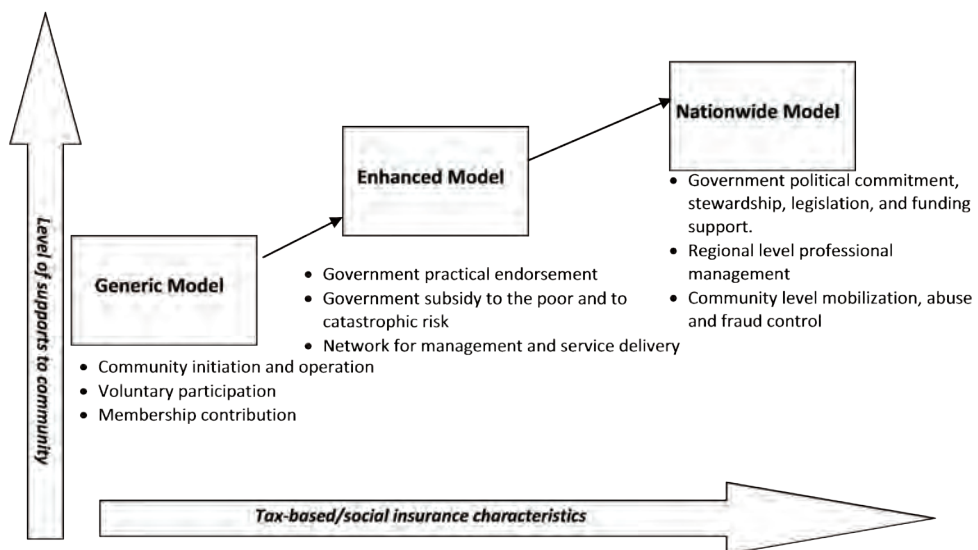 Level of supports to community
Generic Model
• Community initiation and operation
• Voluntary participation
• Membership contribution
Enhanced Model
• Government practical endorsement
• Government subsidy to the poor and to
catastrophic risk
• Network for management and service delivery
Nationwide Model
• Government political commitment,
stewardship, legislation, and funding
support.
• Regional level professional
management
• Community level mobilization, abuse
and fraud control
Tax-based/social insurance characteristics